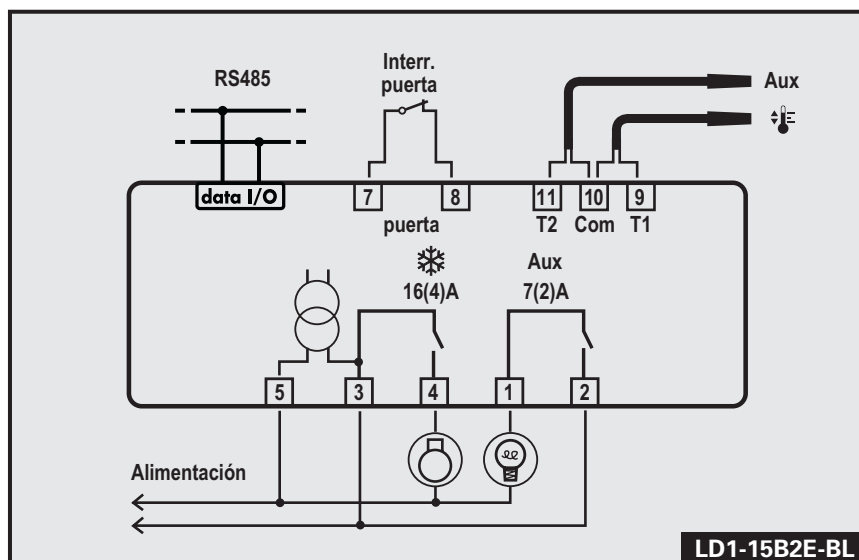 RS485
Interr.
puerta
Aux
data I/O
7
8
11
10
9
puerta
T2 Com T1
16(4)A
Aux
7(2)A
5
3
4
1
2
Alimentación
LD1-15B2E-BL